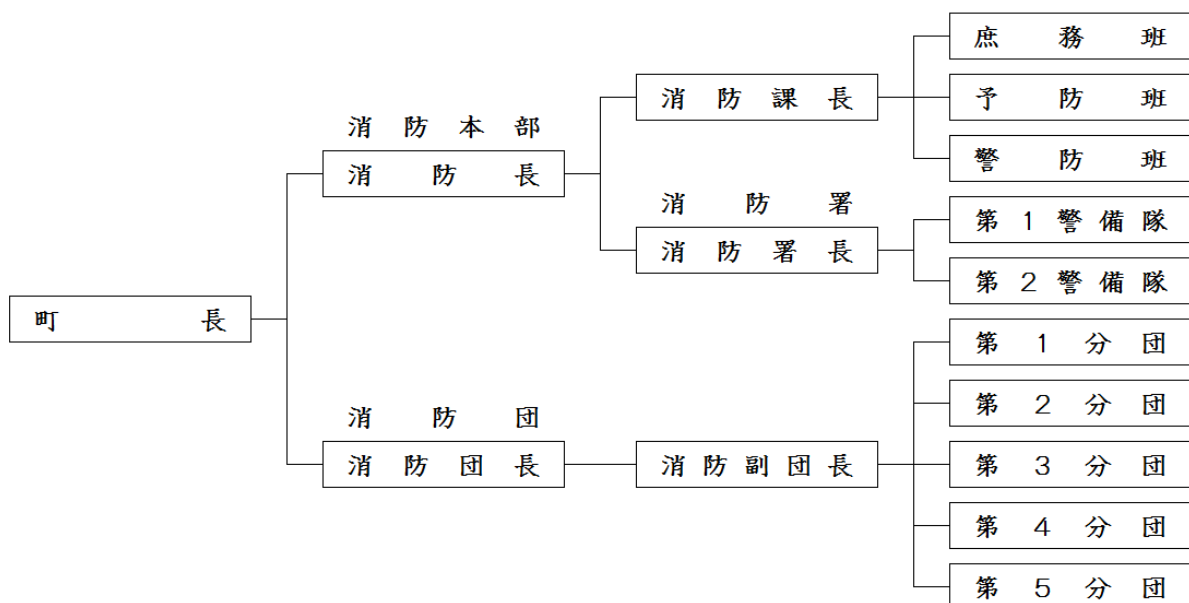 町長
消防本部
消防長
消防課長
庶務班
予防班
警防班
消防署
消防署長
第1警備隊
第2警備隊
消防団
消防団長
消防副団長
第1分団
第2分団
第3分団
第4分団
第5分団